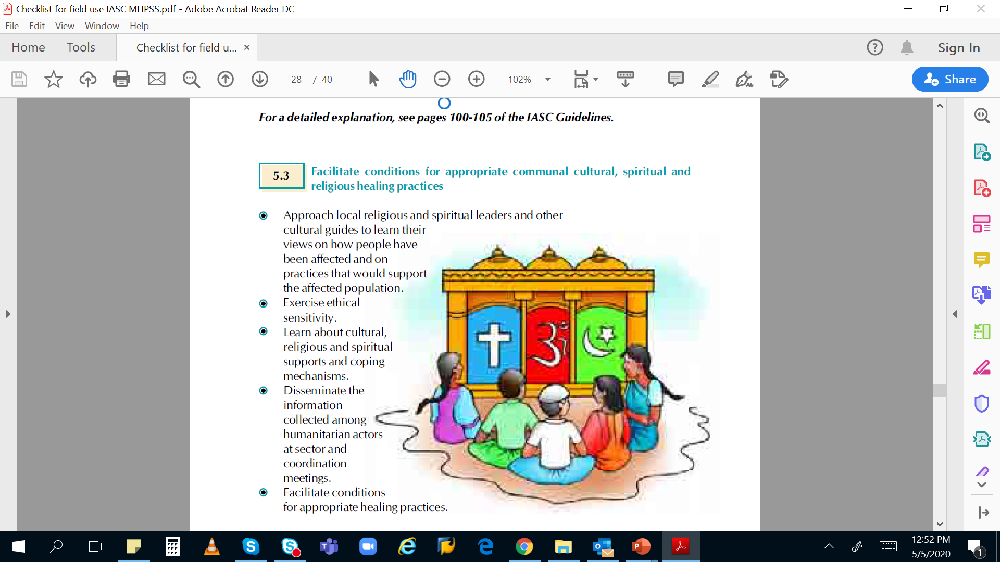 Checklist for field use IASC MHPSS.pdf - Adobe Acrobat Reader DC
File Edit View Window Help
Home Tools Checklist for field u... × Sign In
28 / 40 102% Share
For a detailed explanation, see pages 100-105 of the IASC Guidelines.
5.3 Facilitate conditions for appropriate communal cultural, spiritual and
religious healing practices
Approach local religious and spiritual leaders and other
cultural guides to learn their
views on how people have
been affected and on
practices that would support
the affected population.
Exercise ethical
sensitivity.
Learn about cultural,
religious and spiritual
supports and coping
mechanisms.
Disseminate the
information
collected among
humanitarian actors
at sector and
coordination
meetings.
Facilitate conditions
for appropriate healing practices.
ॐ
12:52 PM
5/5/2020
1